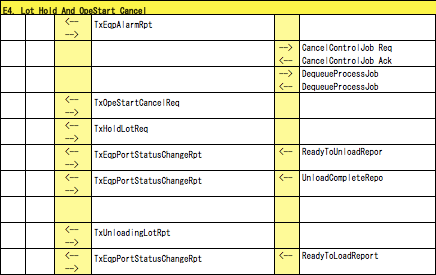 E4. Lot Hold And OpeStart Cancel
<-- TxEqpAlarmRpt
-->
--> CancelControlJob Req
<-- CancelControlJob Ack
--> DequeueProcessJob
<-- DequeueProcessJob
<-- TxOpeStartCancelReq
-->
<-- TxHoldLotReq
-->
<-- TxEqpPortStatusChangeRpt <-- ReadyToUnloadRepor
-->
<-- TxEqpPortStatusChangeRpt <-- UnloadCompleteRepo
-->
<-- TxUnloadingLotRpt
-->
<-- TxEqpPortStatusChangeRpt <-- ReadyToLoadReport
-->